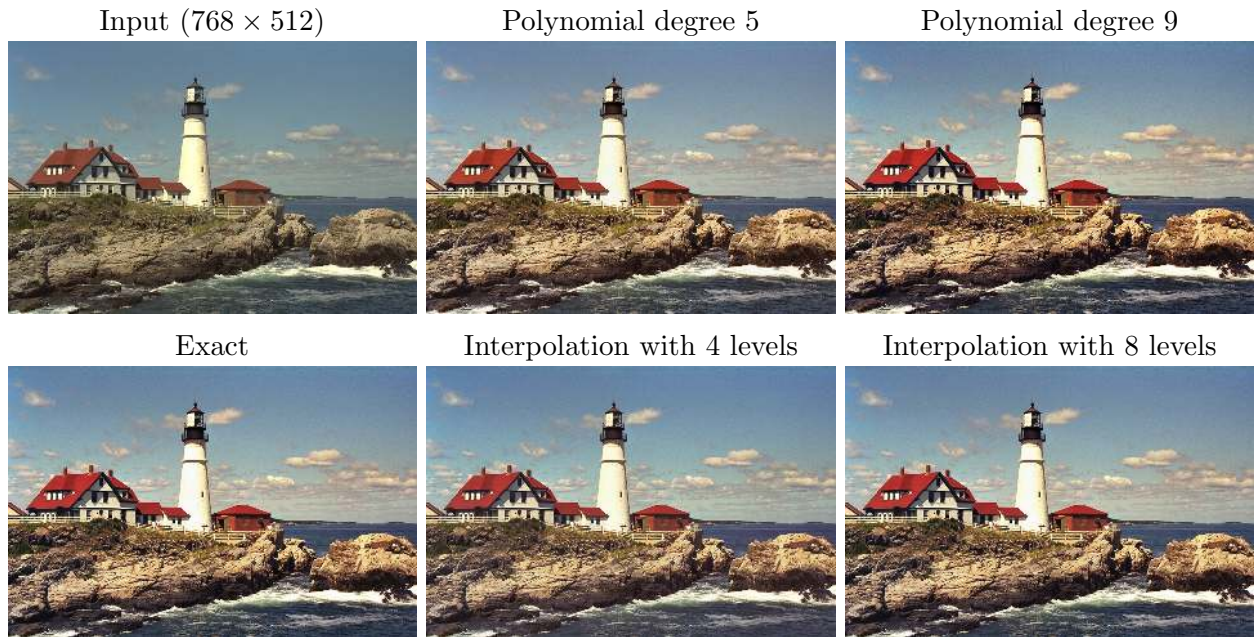 Input (768 × 512)
Polynomial degree 5
Polynomial degree 9
Exact
Interpolation with 4 levels
Interpolation with 8 levels